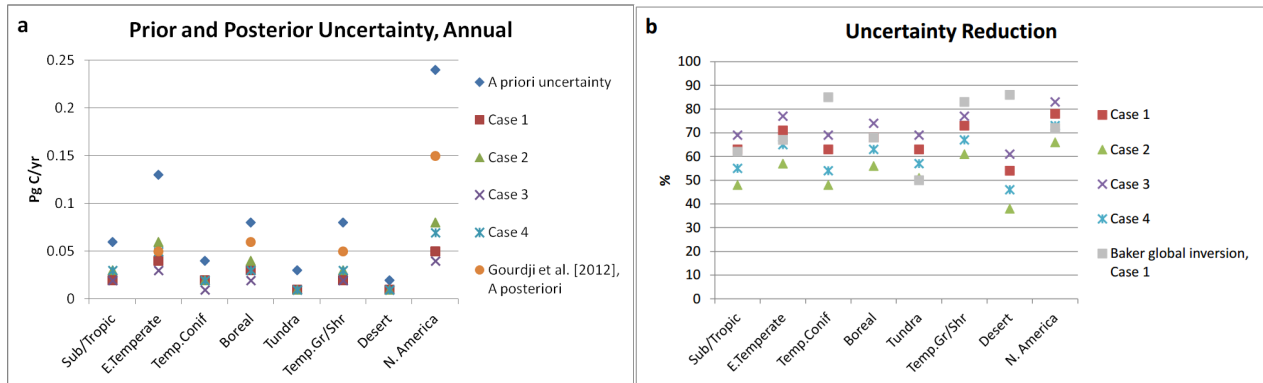 a
Prior and Posterior Uncertainty, Annual
Pg C/yr
0.25
0.2
0.15
0.1
0.05
0
Sub/Tropic
E.Temperate
Temp.Conif
Boreal
Tundra
Temp.Gr/Shr
Desert
N. America
A priori uncertainty
Case 1
Case 2
Case 3
Case 4
Gourdji et al. [2012],
A posteriori
b
Uncertainty Reduction
%
100
90
80
70
60
50
40
30
20
10
0
Sub/Tropic
E.Temperate
Temp.Conif
Boreal
Tundra
Temp.Gr/Shr
Desert
N. America
Case 1
Case 2
Case 3
Case 4
Baker global inversion,
Case 1